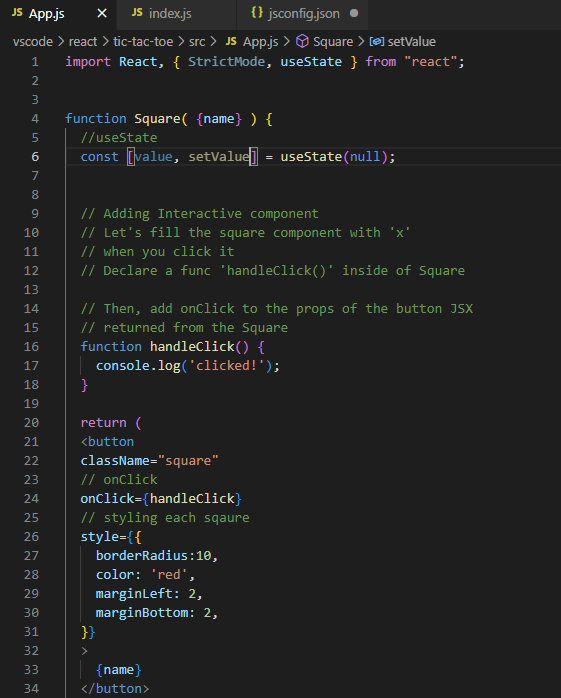 JS App.js × JS index.js {} jsconfig.json ●
vscode > react > tic-tac-toe > src > JS App.js > Square > setValue
1 import React, { StrictMode, useState } from "react";
2
3
4 function Square( {name} ) {
5 //useState
6 const [value, setValue] = useState(null);
7
8
9 // Adding Interactive component
10 // Let's fill the square component with 'x'
11 // when you click it
12 // Declare a func 'handleClick()' inside of Square
13
14 // Then, add onClick to the props of the button JSX
15 // returned from the Square
16 function handleClick() {
17 console.log('clicked!');
18 }
19
20 return (
21 <button
22 className="square"
23 // onClick
24 onClick={handleClick}
25 // styling each sqaure
26 style={{
27 borderRadius:10,
28 color: 'red',
29 marginLeft: 2,
30 marginBottom: 2,
31 }}
32 >
33 {name}
34 </button>